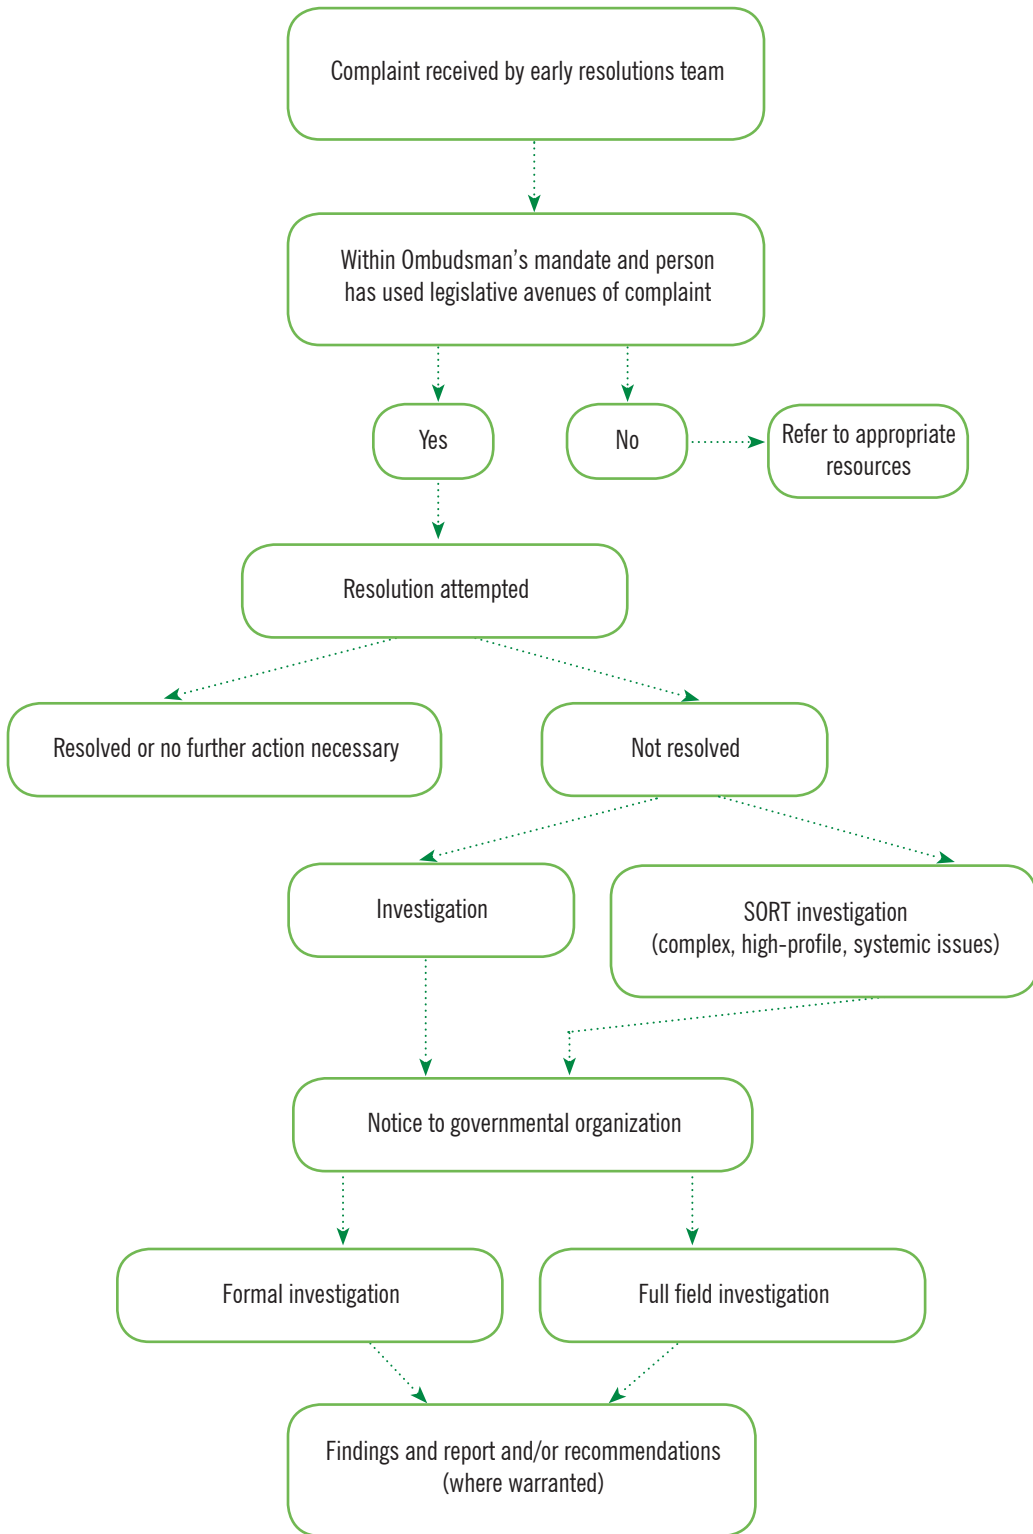 Complaint received by early resolutions team
Within Ombudsman’s mandate and person
has used legislative avenues of complaint
Yes
No
Refer to appropriate
resources
Resolution attempted
Resolved or no further action necessary
Not resolved
Investigation
SORT investigation
(complex, high-profile, systemic issues)
Notice to governmental organization
Formal investigation
Full field investigation
Findings and report and/or recommendations
(where warranted)